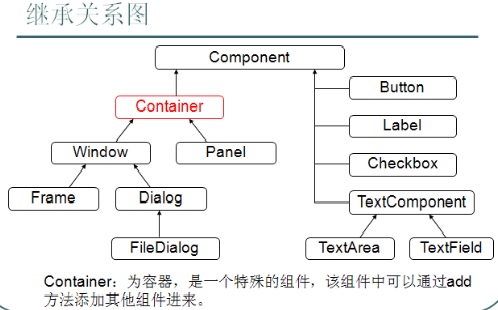 继承关系图
Component
Container
Button
Label
Window
Panel
Checkbox
Frame
Dialog
TextComponent
FileDialog
TextArea
TextField
Container：为容器，是一个特殊的组件，该组件中可以通过add
方法添加其他组件进来。